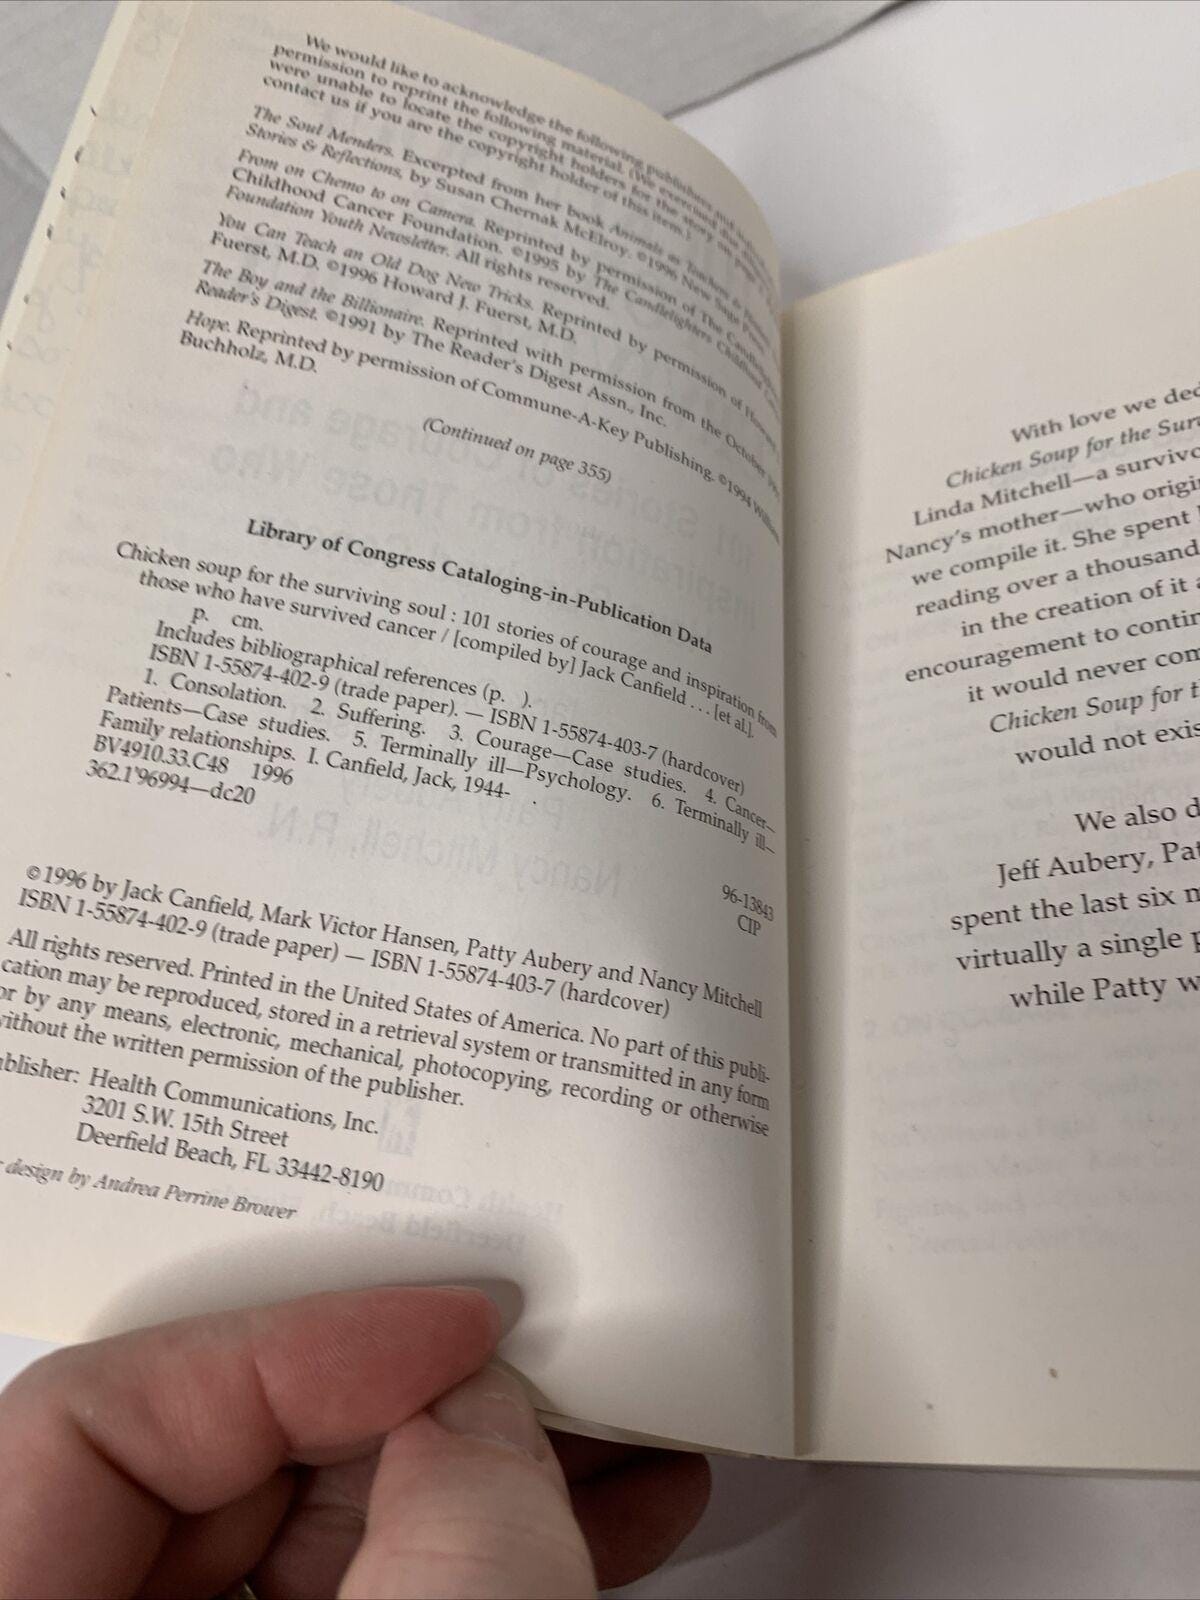 We would like to acknowledge the following publishers and
permission to reprint the following material. (We exercised due
were unable to locate the copyright holders for the story on page
contact us if you are the copyright holder of this item.)
The Soul Menders. Excerpted from her book Animals as Teachers &
Stories & Reflections, by Susan Chernak McElroy. ©1996 New Sage Press.
From on Chemo to on Camera. Reprinted by permission of The Candlelighters
Childhood Cancer Foundation. ©1995 by The Candlelighters Childhood
Foundation Youth Newsletter. All rights reserved.
You Can Teach an Old Dog New Tricks. Reprinted by permission of Howard
Fuerst, M.D. ©1996 Howard J. Fuerst, M.D.
The Boy and the Billionaire. Reprinted with permission from the October
Reader's Digest. ©1991 by The Reader's Digest Assn., Inc.
Hope. Reprinted by permission of Commune-A-Key Publishing. ©1994 William
Buchholz, M.D.
(Continued on page 355)
Library of Congress Cataloging-in-Publication Data
Chicken soup for the surviving soul : 101 stories of courage and inspiration from
those who have survived cancer / [compiled by] Jack Canfield . . . [et al.].
p. cm.
Includes bibliographical references (p. ).
ISBN 1-55874-402-9 (trade paper). — ISBN 1-55874-403-7 (hardcover)
1. Consolation. 2. Suffering. 3. Courage—Case studies. 4. Cancer—
Patients—Case studies. 5. Terminally ill—Psychology. 6. Terminally ill—
Family relationships. I. Canfield, Jack, 1944- .
BV4910.33.C48 1996
362.1'96994—dc20
96-13843
CIP
©1996 by Jack Canfield, Mark Victor Hansen, Patty Aubery and Nancy Mitchell
ISBN 1-55874-402-9 (trade paper) — ISBN 1-55874-403-7 (hardcover)
All rights reserved. Printed in the United States of America. No part of this publi-
cation may be reproduced, stored in a retrieval system or transmitted in any form
or by any means, electronic, mechanical, photocopying, recording or otherwise
without the written permission of the publisher.
ublisher: Health Communications, Inc.
3201 S.W. 15th Street
Deerfield Beach, FL 33442-8190
r design by Andrea Perrine Brower
With love we ded
Chicken Soup for the Sur
Linda Mitchell—a survivo
Nancy's mother—who origin
we compile it. She spent
reading over a thousand
in the creation of it
encouragement to contin
it would never com
Chicken Soup for t
would not exis
We also d
Jeff Aubery, Pat
spent the last six m
virtually a single p
while Patty w